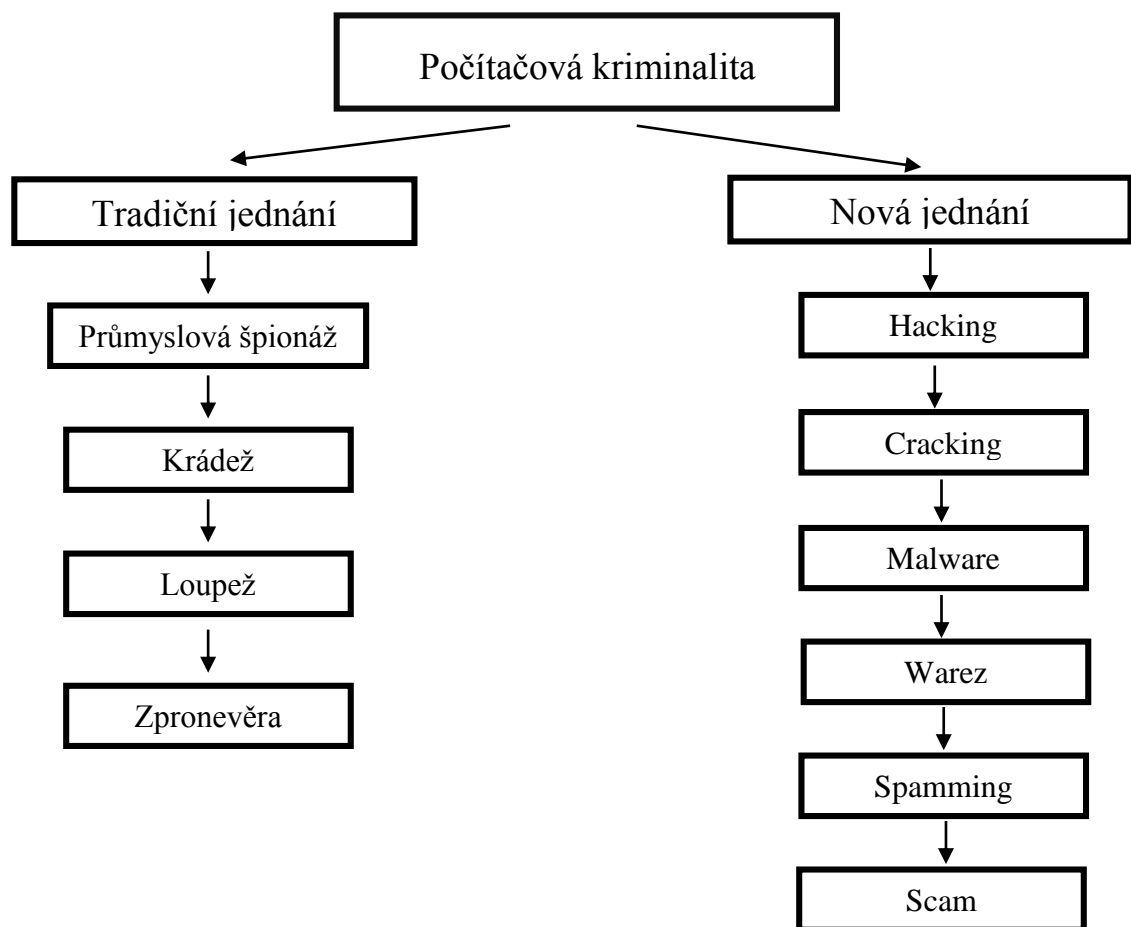 Počítačová kriminalita
Tradiční jednání
Průmyslová špionáž
Krádež
Loupež
Zpronevěra
Nová jednání
Hacking
Cracking
Malware
Warez
Spamming
Scam